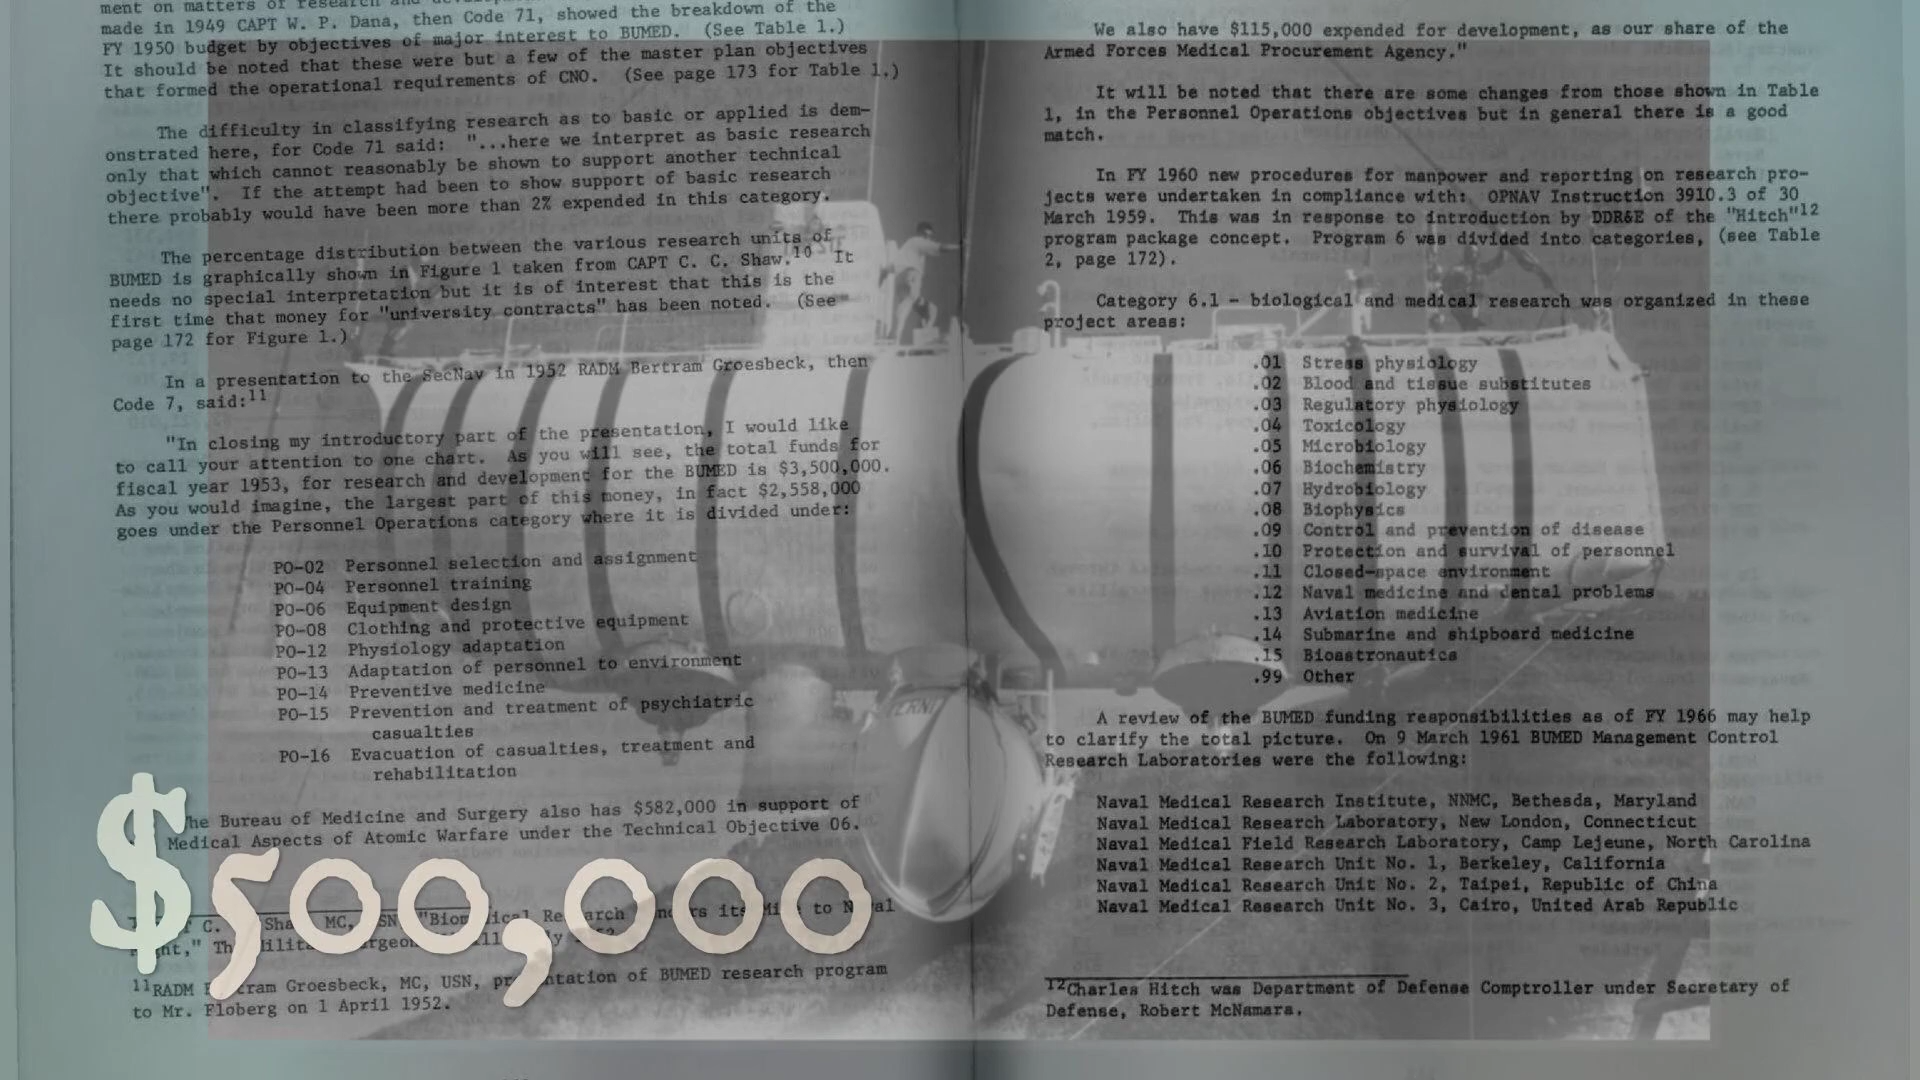 made in 1949 CAPT W. P. Dana, then Code 71, showed the breakdown of the
FY 1950 budget by objectives of major interest to BUMED. (See Table 1.)
It should be noted that these were but a few of the master plan objectives
that formed the operational requirements of CNO. (See page 173 for Table 1.)
The difficulty in classifying research as to basic or applied is dem-
onstrated here, for Code 71 said: "...here we interpret as basic research
only that which cannot reasonably be shown to support another technical
objective". If the attempt had been to show support of basic research
there probably would have been more than 2% expended in this category.
The percentage distribution between the various research units of
BUMED is graphically shown in Figure 1 taken from CAPT C. C. Shaw.10 It
needs no special interpretation but it is of interest that this is the
first time that money for "university contracts" has been noted. (See
page 172 for Figure 1.)
In a presentation to the SecNav in 1952 RADM Bertram Groesbeck, then
Code 7, said:11
"In closing my introductory part of the presentation, I would like
to call your attention to one chart. As you will see, the total funds for
fiscal year 1953, for research and development for the BUMED is $3,500,000.
As you would imagine, the largest part of this money, in fact $2,558,000
goes under the Personnel Operations category where it is divided under:
PO-02 Personnel selection and assignment
PO-04 Personnel training
PO-06 Equipment design
PO-08 Clothing and protective equipment
PO-12 Physiology adaptation
PO-13 Adaptation of personnel to environment
PO-14 Preventive medicine
PO-15 Prevention and treatment of psychiatric
casualties
PO-16 Evacuation of casualties, treatment and
rehabilitation
Bureau of Medicine and Surgery also has $582,000 in support of
Medical Aspects of Atomic Warfare under the Technical Objective 06.
$500,000
11RADM Groesbeck, MC, USN, of BUMED research program
to Mr. Floberg on 1 April 1952.
We also have $115,000 expended for development, as our share of the
Armed Forces Medical Procurement Agency."
It will be noted that there are some changes from those shown in Table
1, in the Personnel Operations objectives but in general there is a good
match.
In FY 1960 new procedures for manpower and reporting on research pro-
jects were undertaken in compliance with: OPNAV Instruction 3910.3 of 30
March 1959. This was in response to introduction by DDR&E of the "Hitch"12
program package concept. Program 6 was divided into categories, (see Table
2, page 172).
Category 6.1 - biological and medical research was organized in these
project areas:
.01 Stress physiology
.02 Blood and tissue substitutes
.03 Regulatory physiology
.04 Toxicology
.05 Microbiology
.06 Biochemistry
.07 Hydrobiology
.08 Biophysics
.09 Control and prevention of disease
.10 Protection and survival of personnel
.11 Closed-space environment
.12 Naval medicine and dental problems
.13 Aviation medicine
.14 Submarine and shipboard medicine
.15 Bioastronautics
.99 Other
A review of the BUMED funding responsibilities as of FY 1966 may help
to clarify the total picture. On 9 March 1961 BUMED Management Control
Research Laboratories were the following:
Naval Medical Research Institute, NNMC, Bethesda, Maryland
Naval Medical Research Laboratory, New London, Connecticut
Naval Medical Field Research Laboratory, Camp Lejeune, North Carolina
Naval Medical Research Unit No. 1, Berkeley, California
Naval Medical Research Unit No. 2, Taipei, Republic of China
Naval Medical Research Unit No. 3, Cairo, United Arab Republic
12Charles Hitch was Department of Defense Comptroller under Secretary of
Defense, Robert McNamara.